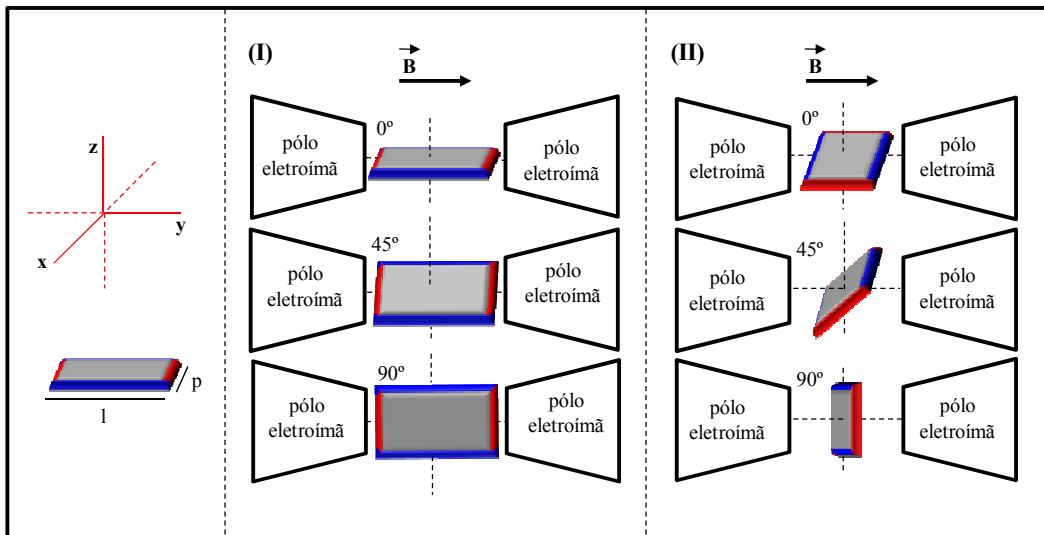 z
y
x
p
l
(I)
B
0º
pólo
eletroímã
pólo
eletroímã
45º
pólo
eletroímã
pólo
eletroímã
90º
pólo
eletroímã
pólo
eletroímã
(II)
B
0º
pólo
eletroímã
pólo
eletroímã
45º
pólo
eletroímã
pólo
eletroímã
90º
pólo
eletroímã
pólo
eletroímã